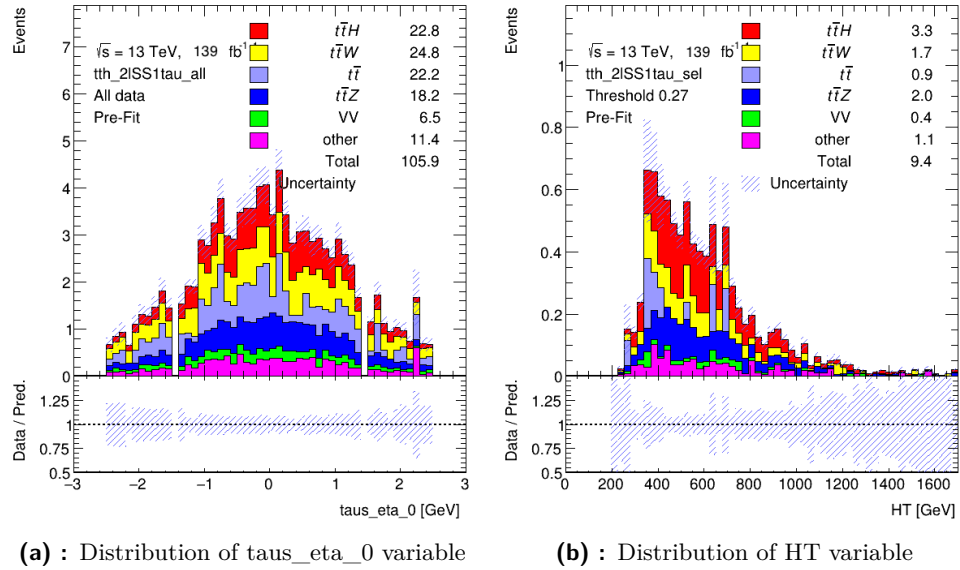 Events
tt̄H 22.8
√s = 13 TeV, 139 fb⁻¹ tt̄W 24.8
tth_2lSS1tau_all tt̄ 22.2
All data tt̄Z 18.2
Pre-Fit VV 6.5
other 11.4
Total 105.9
Uncertainty
7
6
5
4
3
2
1
0
Data / Pred.
1.25
1
0.75
0.5
−3 −2 −1 0 1 2 3
taus_eta_0 [GeV]
(a) : Distribution of taus_eta_0 variable
Events
tt̄H 3.3
√s = 13 TeV, 139 fb⁻¹ tt̄W 1.7
tth_2lSS1tau_sel tt̄ 0.9
Threshold 0.27 tt̄Z 2.0
Pre-Fit VV 0.4
other 1.1
Total 9.4
Uncertainty
1
0.8
0.6
0.4
0.2
0
Data / Pred.
1.25
1
0.75
0.5
0 200 400 600 800 1000 1200 1400 1600
HT [GeV]
(b) : Distribution of HT variable